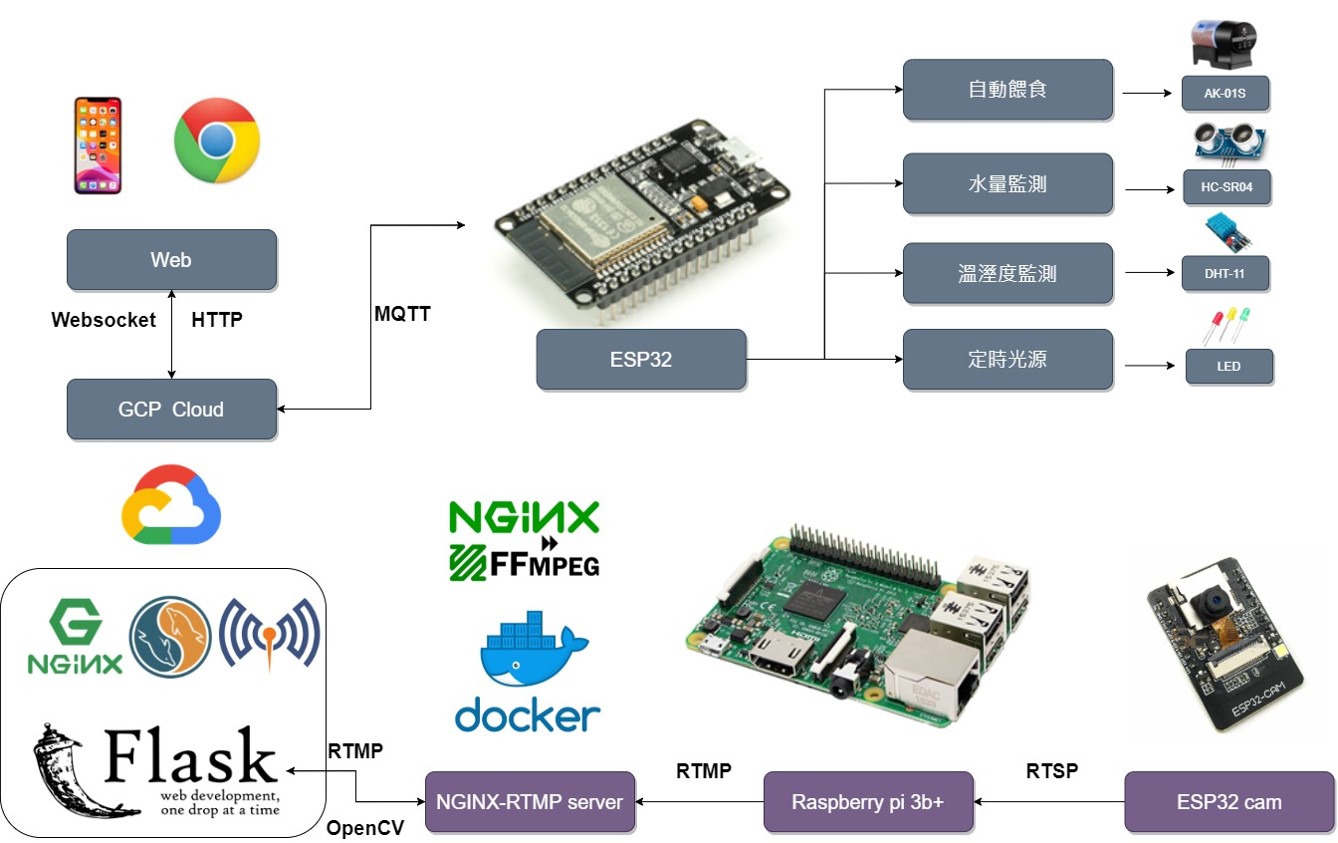 自動餵食
AK-01S
水量監測
HC-SR04
溫溼度監測
DHT-11
定時光源
LED
ESP32
Web
Websocket
HTTP
MQTT
GCP Cloud
NGINX
FFMPEG
docker
NGINX
Flask
web development,
one drop at a time
RTMP
OpenCV
NGINX-RTMP server
RTMP
Raspberry pi 3b+
RTSP
ESP32-CAM
ESP32 cam